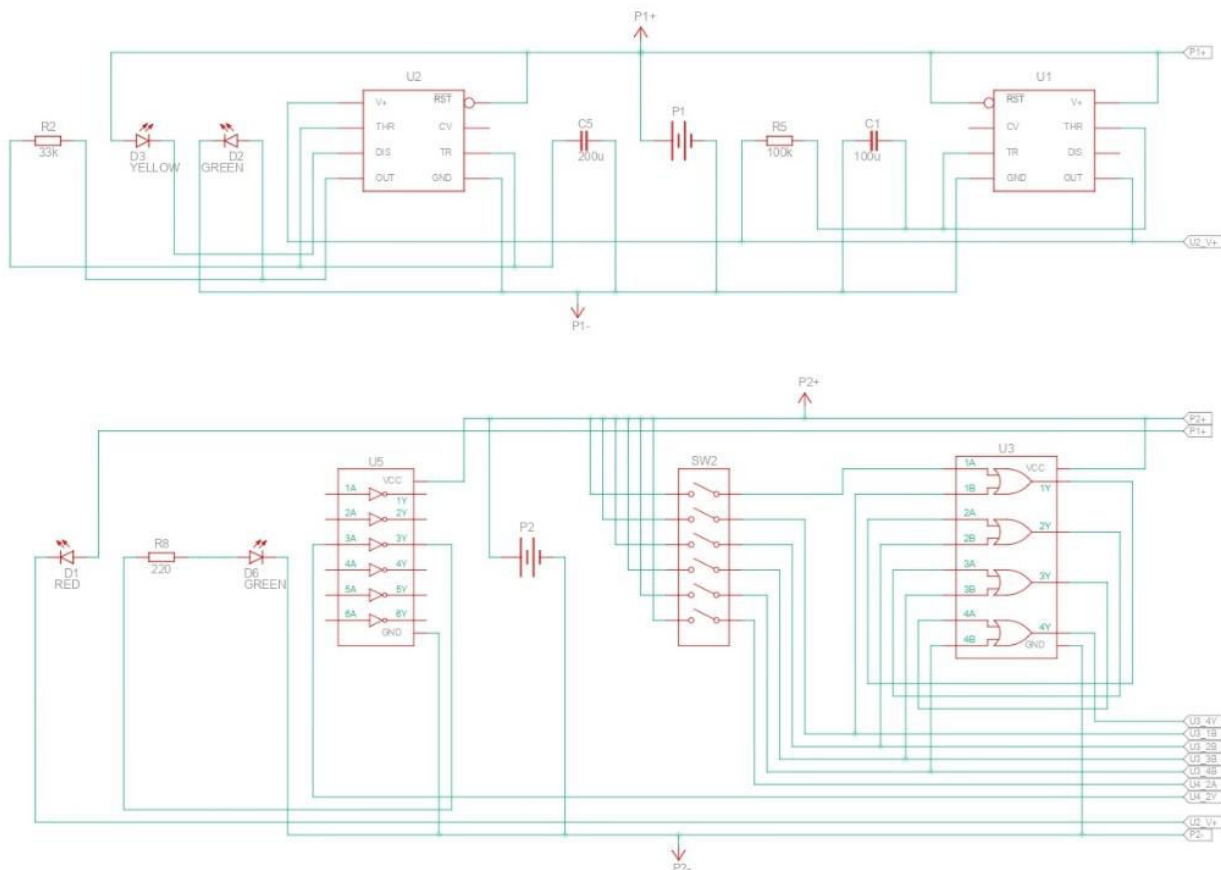 P1+
P1+
U2
U1
V+
RST
THR
CV
DIS
TR
OUT
GND
R2
33k
D3
YELLOW
D2
GREEN
C5
200u
P1
R5
100k
C1
100u
RST
V+
CV
THR
TR
DIS
GND
OUT
U2_V+
P1-
P2+
P2+
P1+
U5
SW2
U3
VCC
1A
1Y
2A
2Y
3A
3Y
4A
4Y
5A
5Y
6A
6Y
GND
D1
RED
R8
220
D6
GREEN
P2
1A
VCC
1B
1Y
2A
2Y
2B
3A
3Y
3B
4A
4Y
4B
GND
U3_4Y
U3_1B
U3_2B
U3_3B
U3_4B
U4_2A
U4_2Y
U2_V+
P2-
P2-